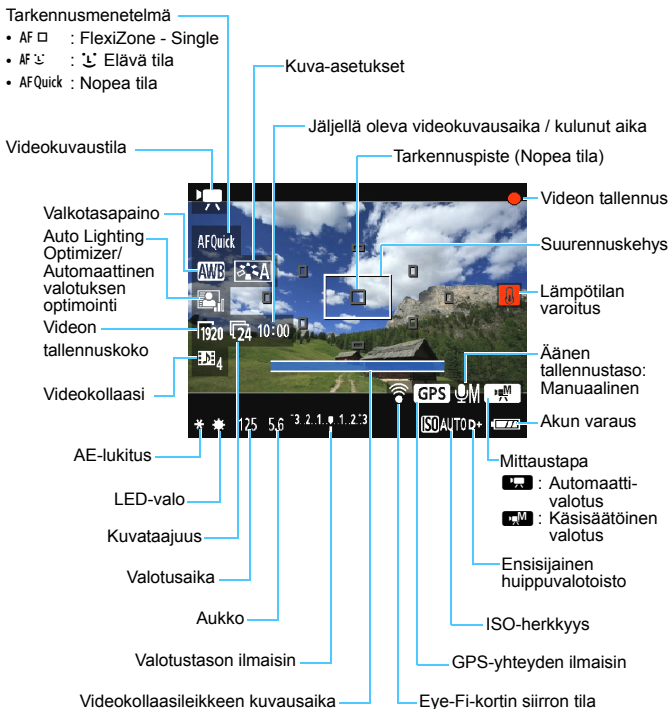 Tarkennusmenetelmä
• AF □ : FlexiZone - Single
• AF : Elävä tila
• AFQuick : Nopea tila
Kuva-asetukset
Jäljellä oleva videokuvausaika / kulunut aika
Videokuvaustila
Tarkennuspiste (Nopea tila)
Videon tallennus
Valkotasapaino
Auto Lighting
Optimizer/
Automaattinen
valotuksen
optimointi
Suurennuskehys
Lämpötilan
varoitus
Videon
tallennuskoko
Videokollaasi
Äänen
tallennustaso:
Manuaalinen
Akun varaus
AFQuick
AWB
A
1920 24 10:00
4
GPS M M
* 125 5.6 -3..2..1..1..2..+3 ISO AUTO D+
AE-lukitus
LED-valo
Kuvataajuus
Valotusaika
Aukko
Valotustason ilmaisin
Videokollaasileikkeen kuvausaika
Mittaustapa
: Automaatti-
valotus
M : Käsisäätöinen
valotus
Ensisijainen
huippuvalotoisto
ISO-herkkyys
GPS-yhteyden ilmaisin
Eye-Fi-kortin siirron tila